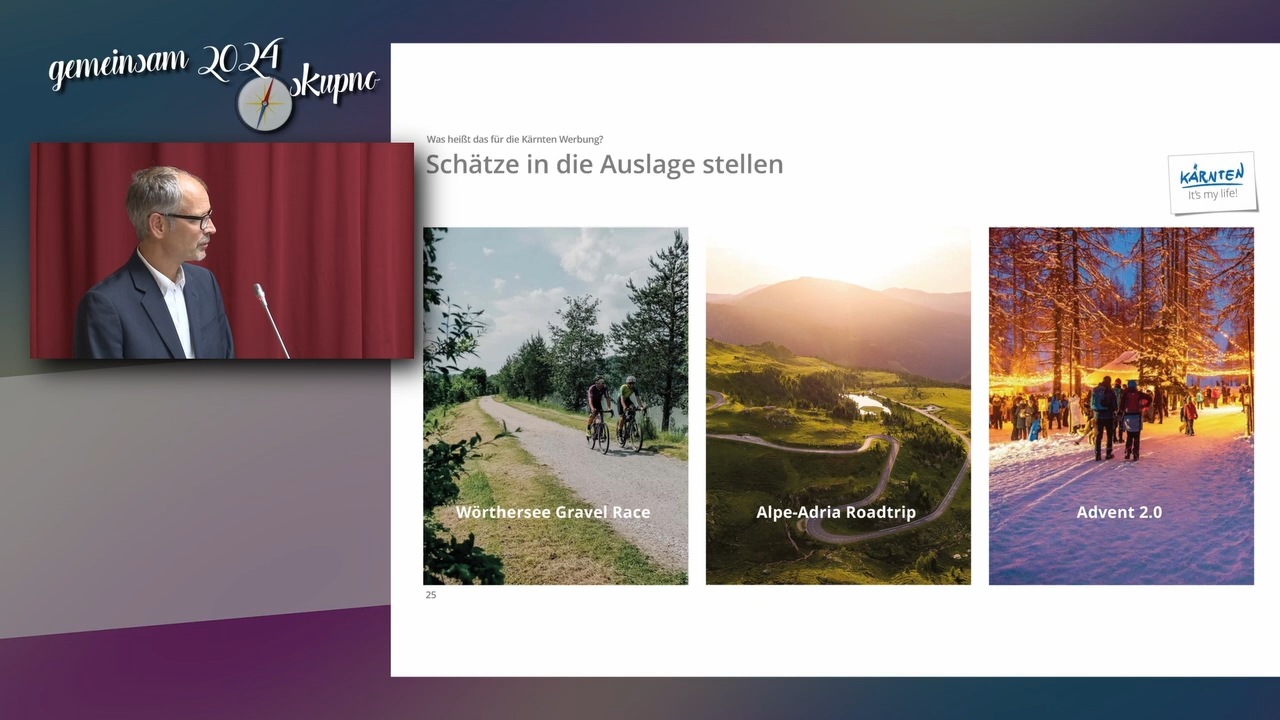 gemeinsam 2024
skupno
Was heißt das für die Kärnten Werbung?
Schätze in die Auslage stellen
KÄRNTEN
It's my life!
Wörthersee Gravel Race
Alpe-Adria Roadtrip
Advent 2.0
25